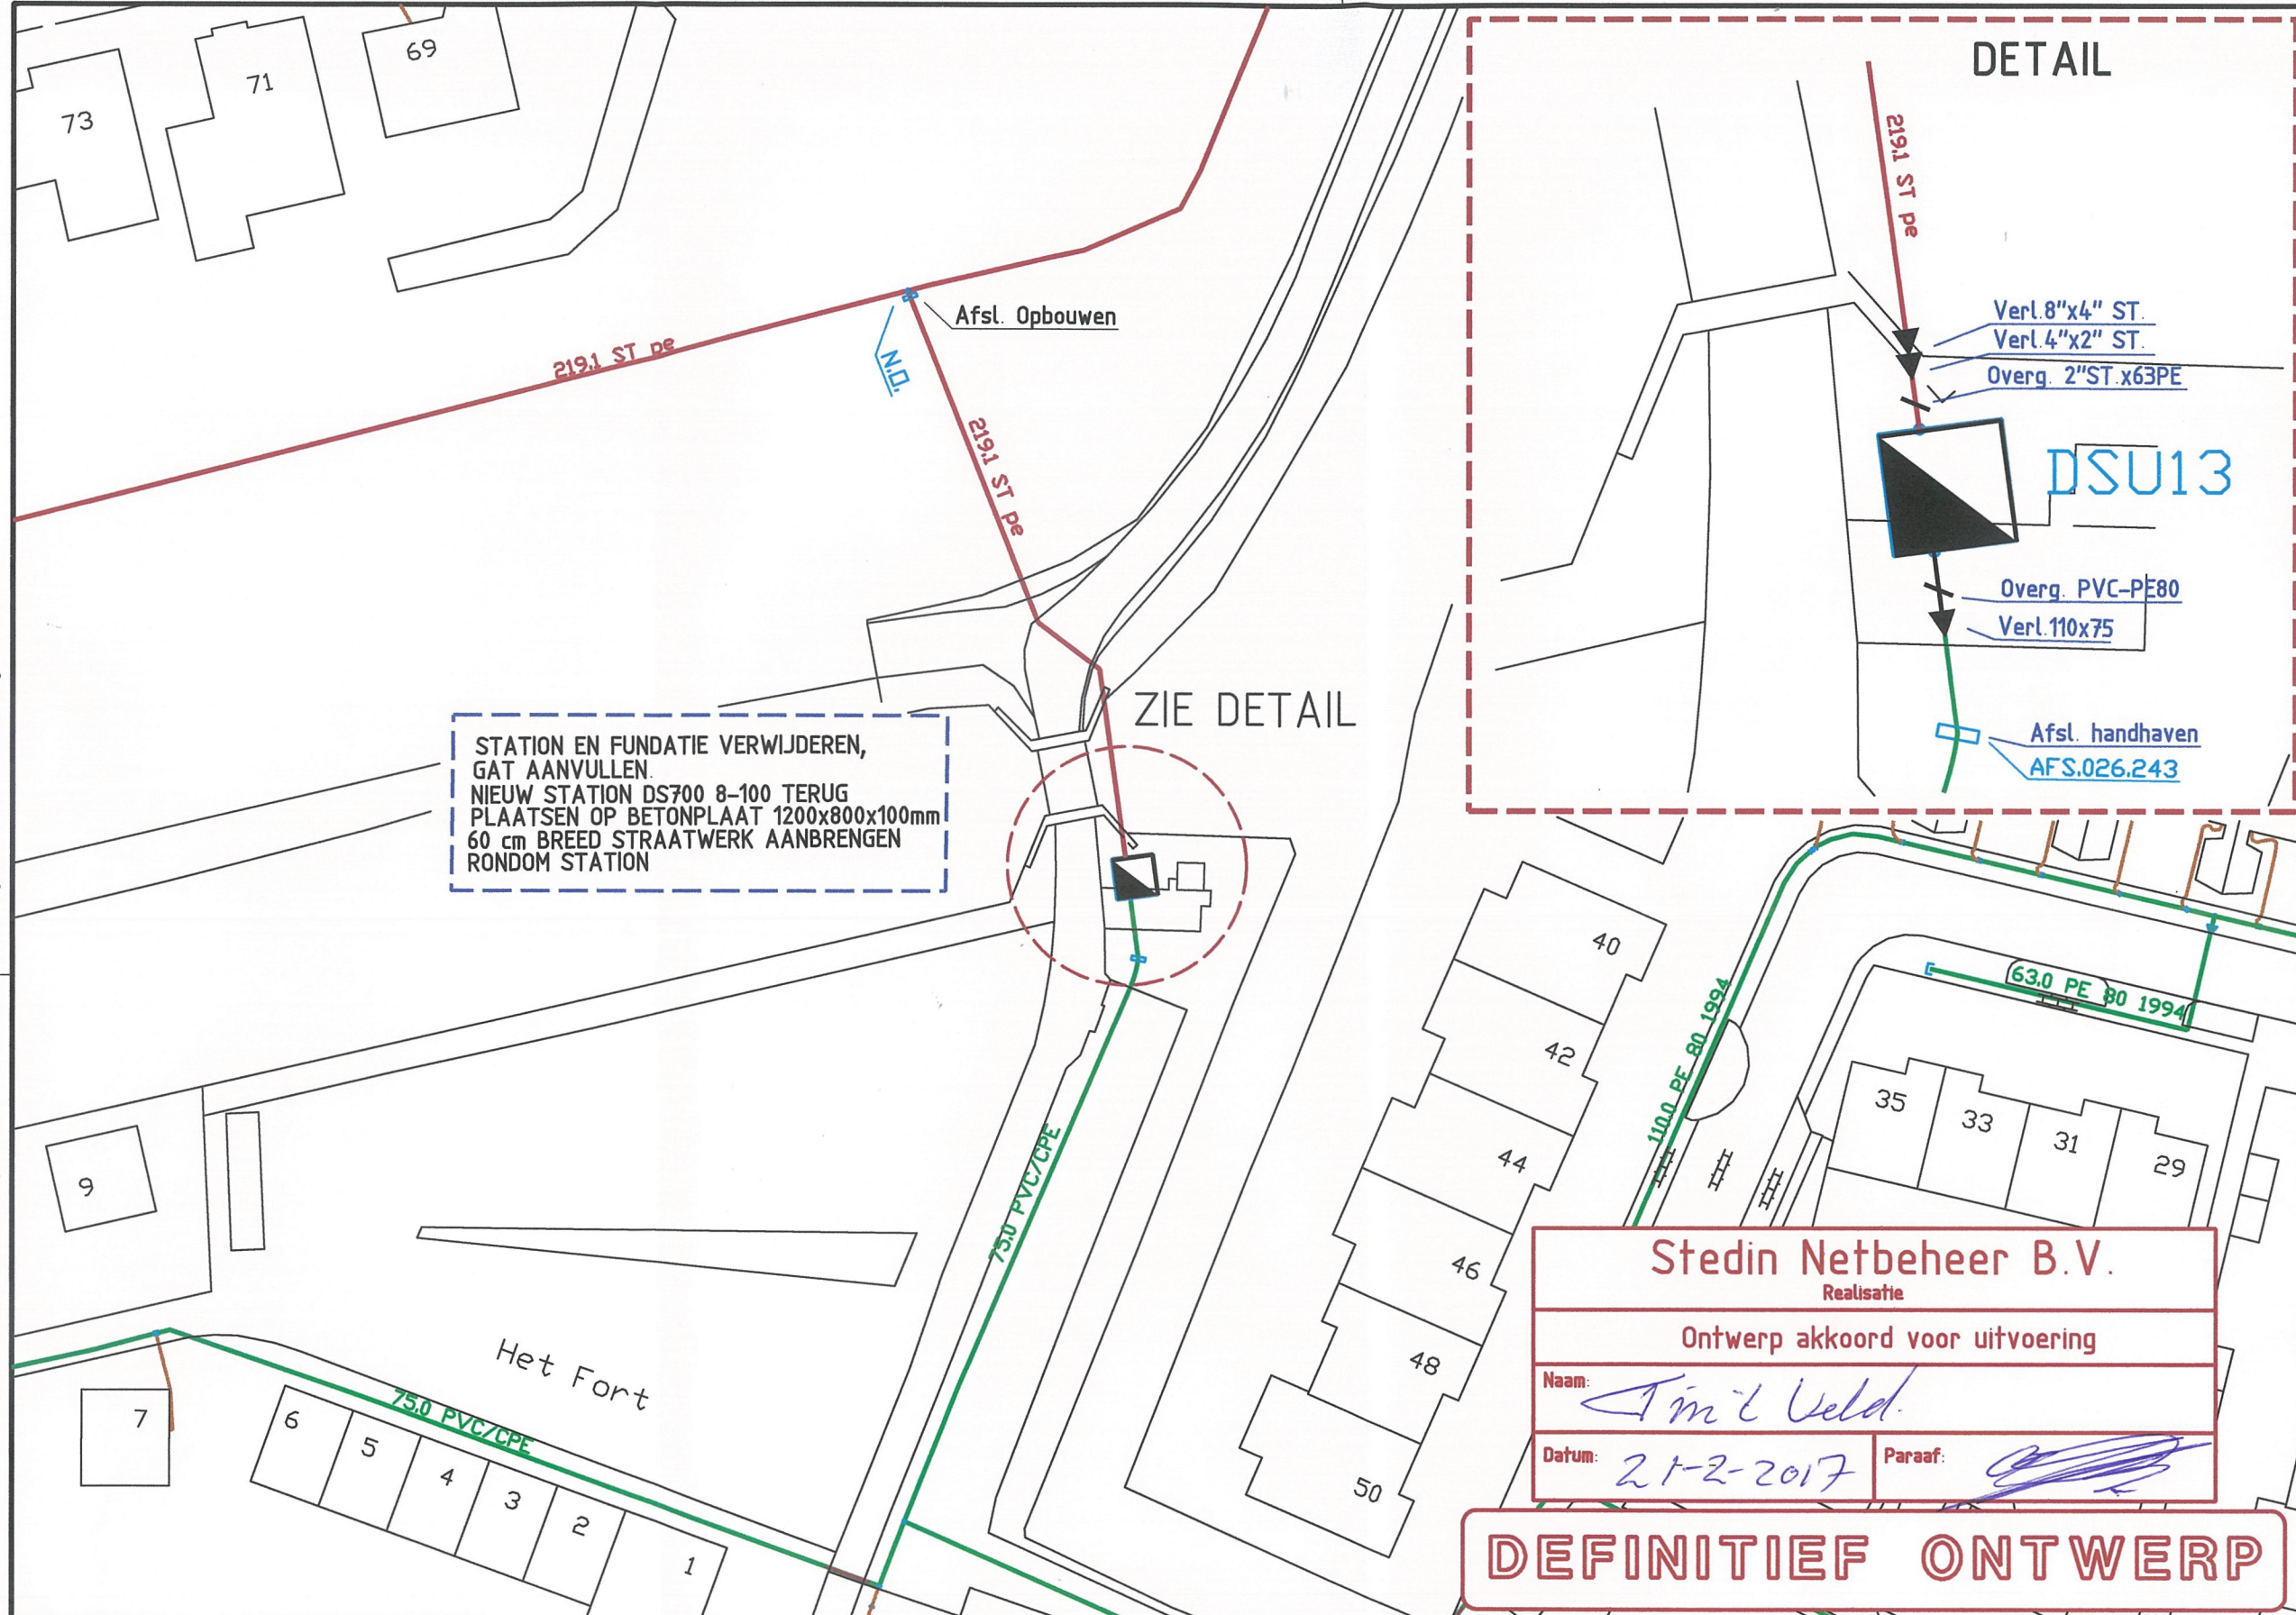 69
71
73
DETAIL
219.1 ST pe
Verl.8"x4" ST.
Verl.4"x2" ST.
Overg. 2"ST.x63PE
DSU13
Overg. PVC-PE80
Verl.110x75
Afsl. handhaven
AFS.026.243
Afsl. Opbouwen
N.O.
219.1 ST pe
219.1 ST pe
ZIE DETAIL
STATION EN FUNDATIE VERWIJDEREN,
GAT AANVULLEN.
NIEUW STATION DS700 8-100 TERUG
PLAATSEN OP BETONPLAAT 1200x800x100mm
60 cm BREED STRAATWERK AANBRENGEN
RONDOM STATION
40
42
44
46
48
50
110.0 PE 80 1994
63.0 PE 80 1994
35
33
31
29
9
75.0 PVC/CPE
Het Fort
75.0 PVC/CPE
7
6
5
4
3
2
1
Stedin Netbeheer B.V.
Realisatie
Ontwerp akkoord voor uitvoering
Naam:
in 't Veld.
Datum: 21-2-2017
Paraaf:
DEFINITIEF ONTWERP